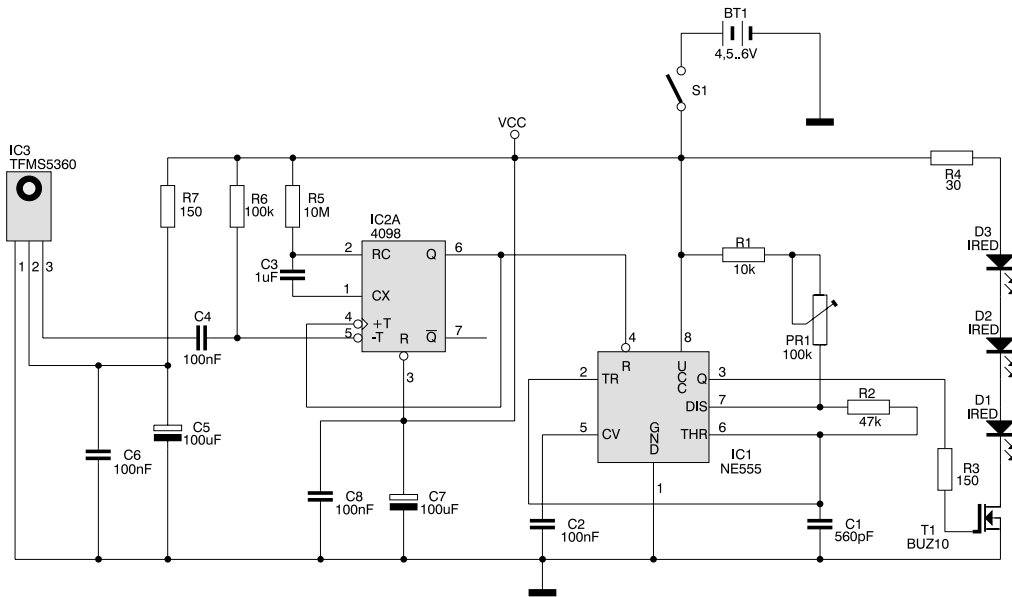 BT1
4,5..6V
S1
VCC
IC3
TFMS5360
R7
150
R6
100k
R5
10M
R4
30
IC2A
4098
2
RC
Q
6
C3
1uF
1
CX
4
+T
5
-T
R
Q
7
3
1
2
3
C4
100nF
R1
10k
PR1
100k
D3
IRED
D2
IRED
D1
IRED
4
8
2
TR
R
UCC
Q
3
DIS
7
R2
47k
5
CV
GND
THR
6
IC1
NE555
1
C5
100uF
C6
100nF
C8
100nF
C7
100uF
C2
100nF
C1
560pF
R3
150
T1
BUZ10